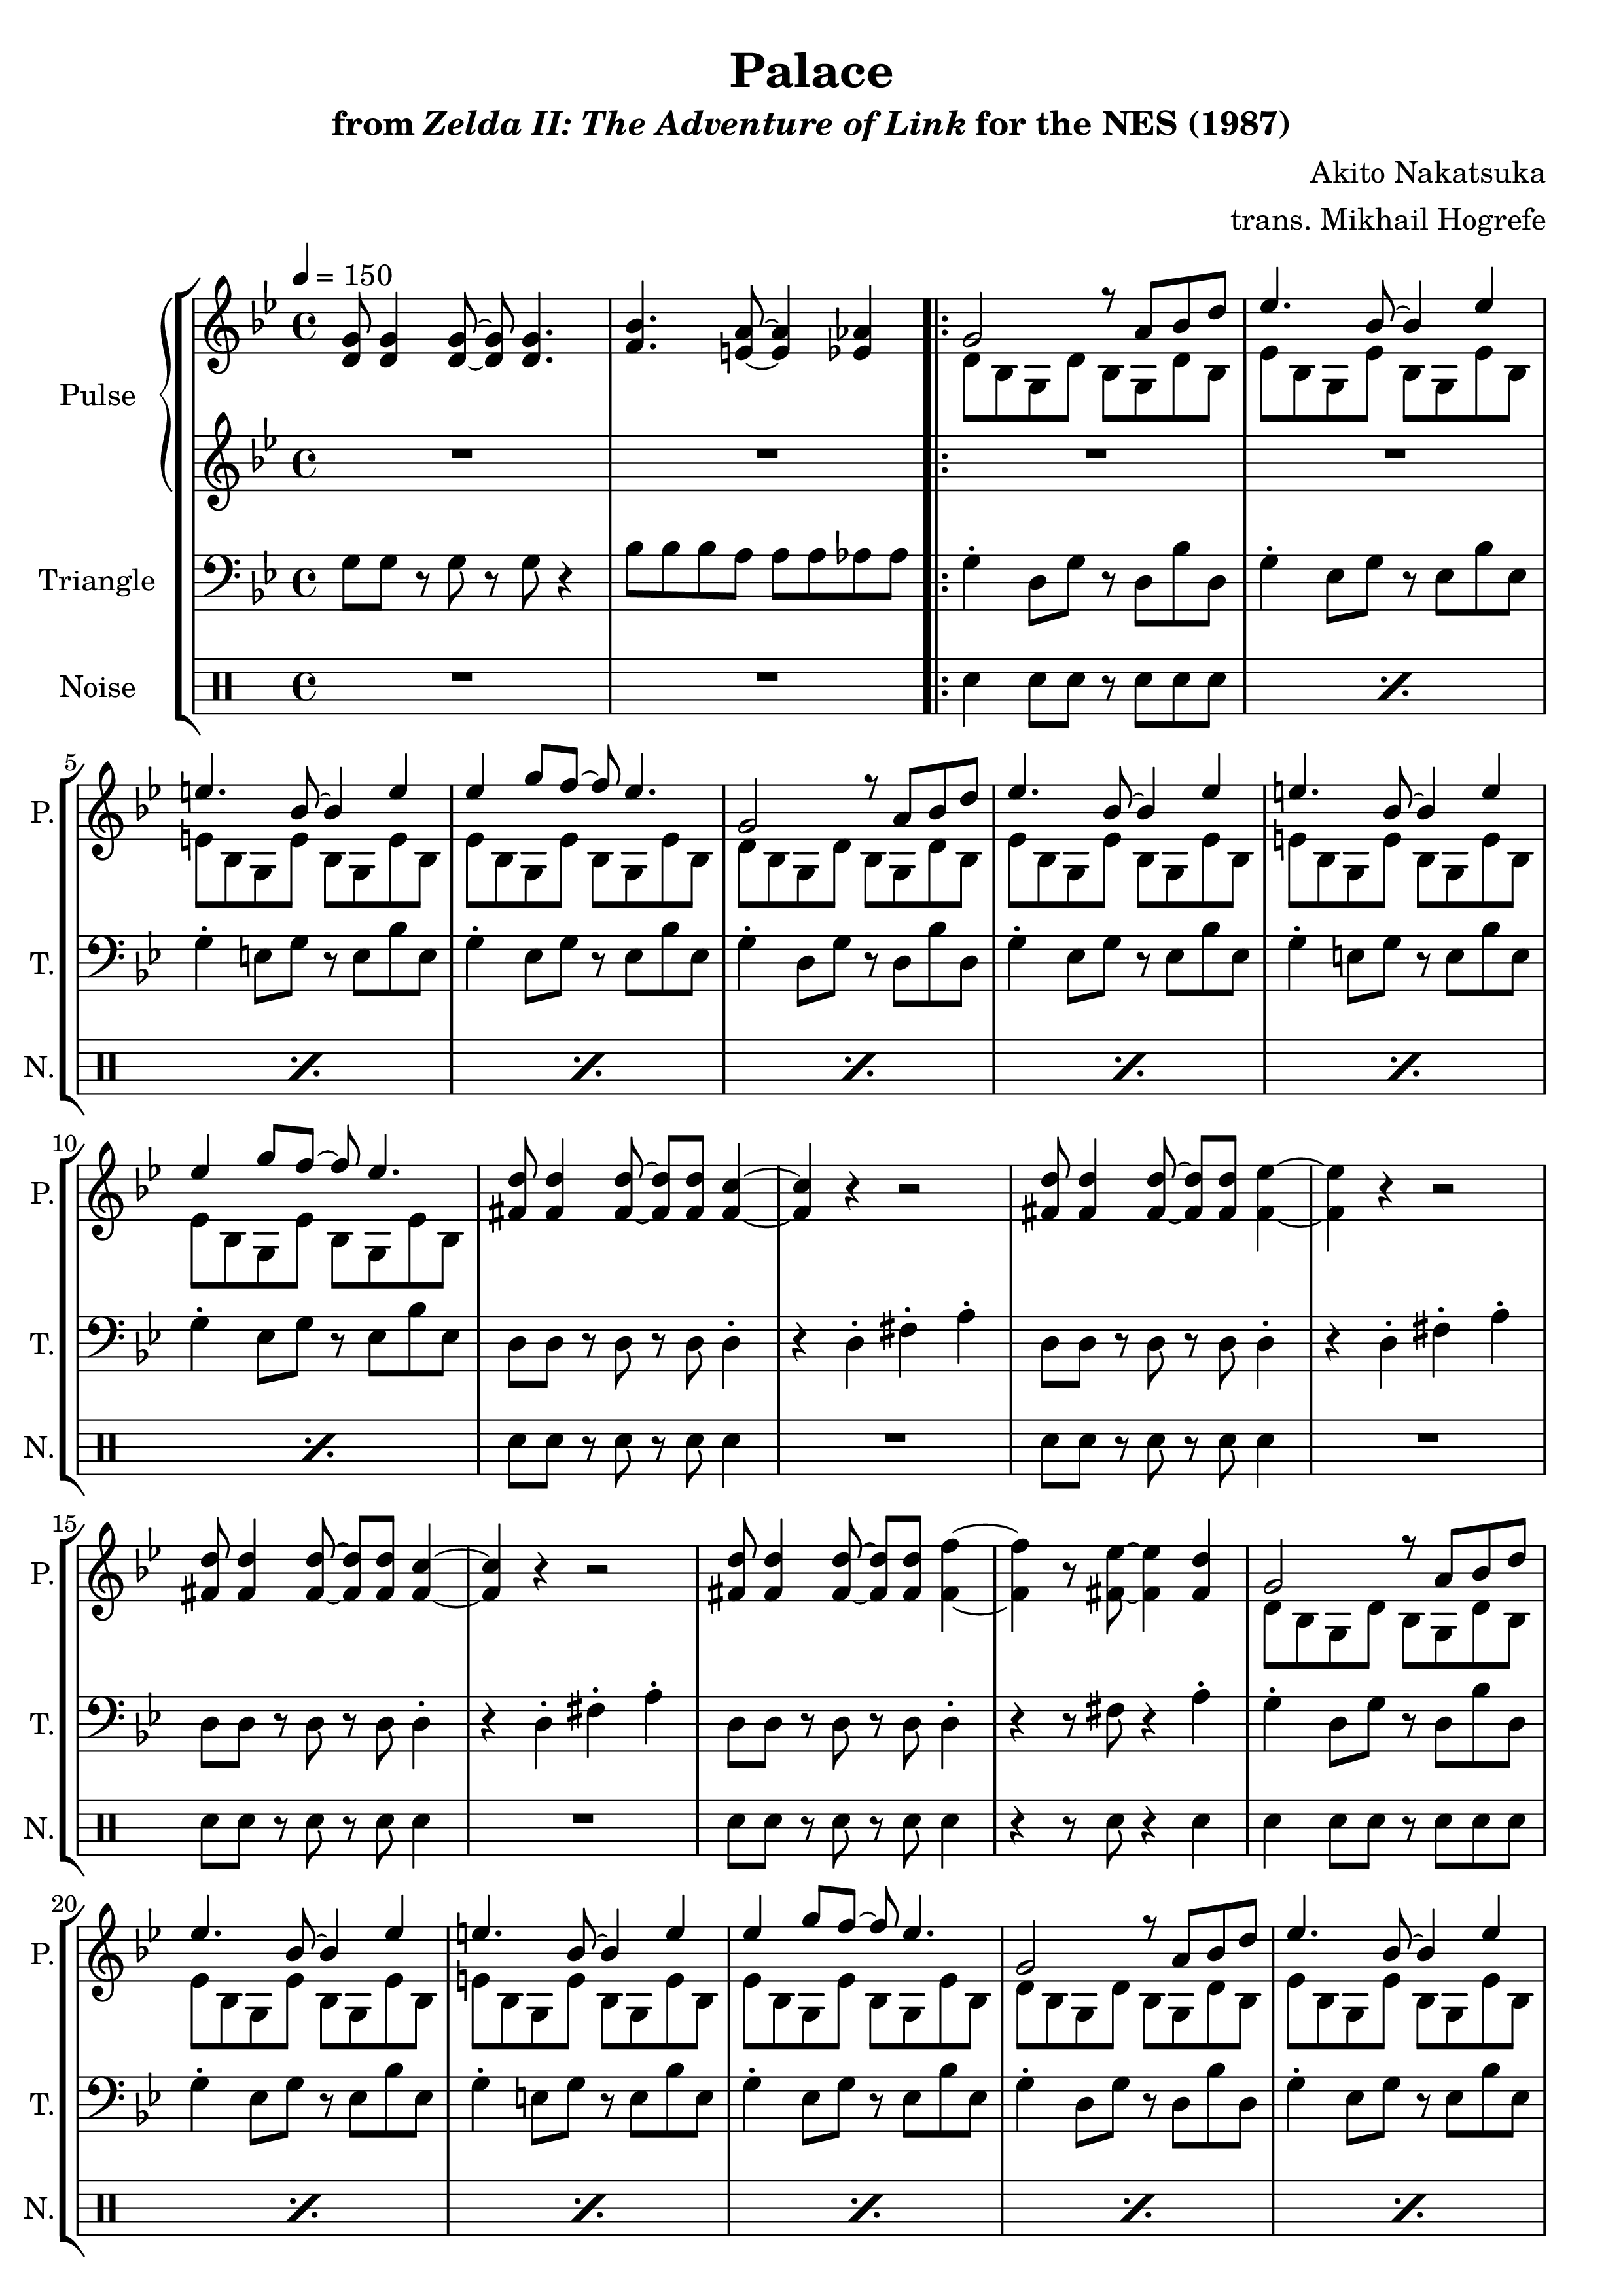 Palace
from Zelda II: The Adventure of Link for the NES (1987)
Akito Nakatsuka
trans. Mikhail Hogrefe
= 150
Pulse
Triangle
Noise
5
P.
T.
N.
10
P.
T.
N.
15
P.
T.
N.
20
P.
T.
N.